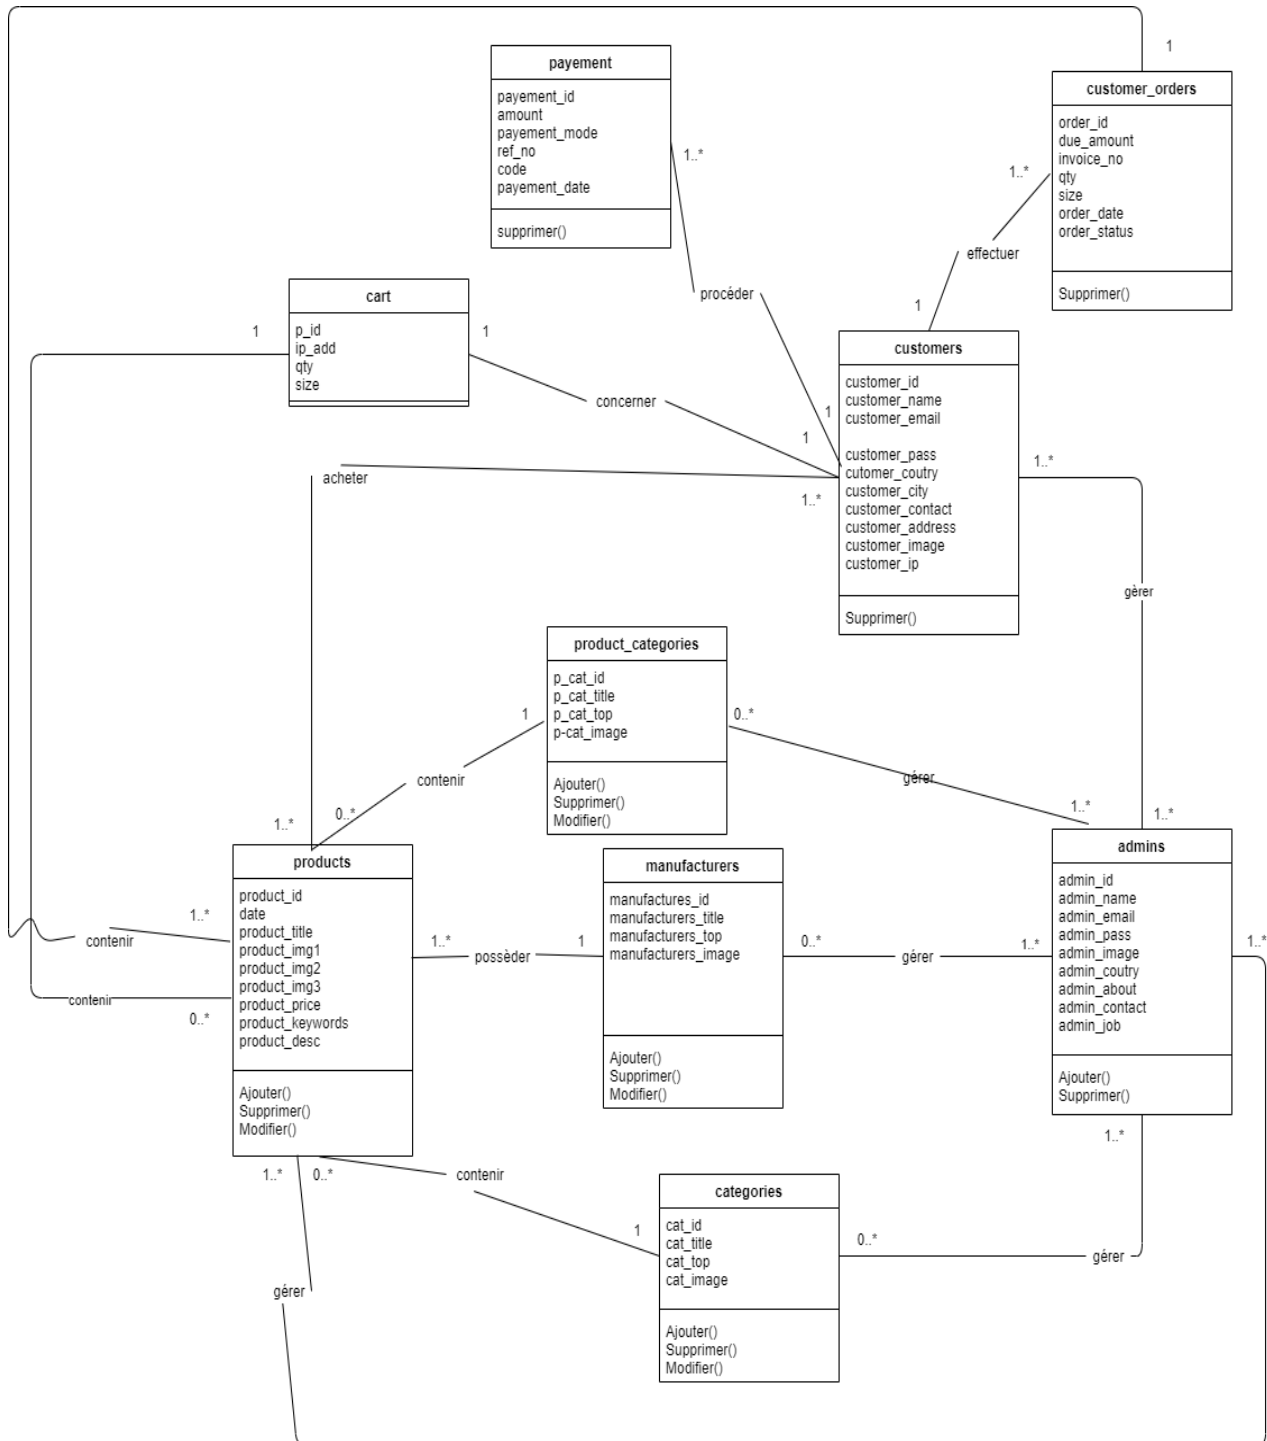 1
payement
payement_id
amount
payement_mode
ref_no
code
payement_date
supprimer()
1..*
customer_orders
order_id
due_amount
invoice_no
qty
size
order_date
order_status
Supprimer()
1..*
effectuer
1
procéder
1
cart
p_id
ip_add
qty
size
1
1
concerner
1
customers
customer_id
customer_name
customer_email
customer_pass
cutomer_coutry
customer_city
customer_contact
customer_address
customer_image
customer_ip
Supprimer()
acheter
1..*
1..*
gèrer
product_categories
p_cat_id
p_cat_title
p_cat_top
p-cat_image
Ajouter()
Supprimer()
Modifier()
1
0..*
contenir
gérer
0..*
1..*
1..*
1..*
products
product_id
date
product_title
product_img1
product_img2
product_img3
product_price
product_keywords
product_desc
Ajouter()
Supprimer()
Modifier()
1..*
contenir
contenir
0..*
1..*
possèder
1
manufacturers
manufactures_id
manufacturers_title
manufacturers_top
manufacturers_image
Ajouter()
Supprimer()
Modifier()
0..*
gérer
1..*
admins
admin_id
admin_name
admin_email
admin_pass
admin_image
admin_coutry
admin_about
admin_contact
admin_job
Ajouter()
Supprimer()
1..*
1..*
1..*
0..*
contenir
1
categories
cat_id
cat_title
cat_top
cat_image
Ajouter()
Supprimer()
Modifier()
0..*
gérer
gérer